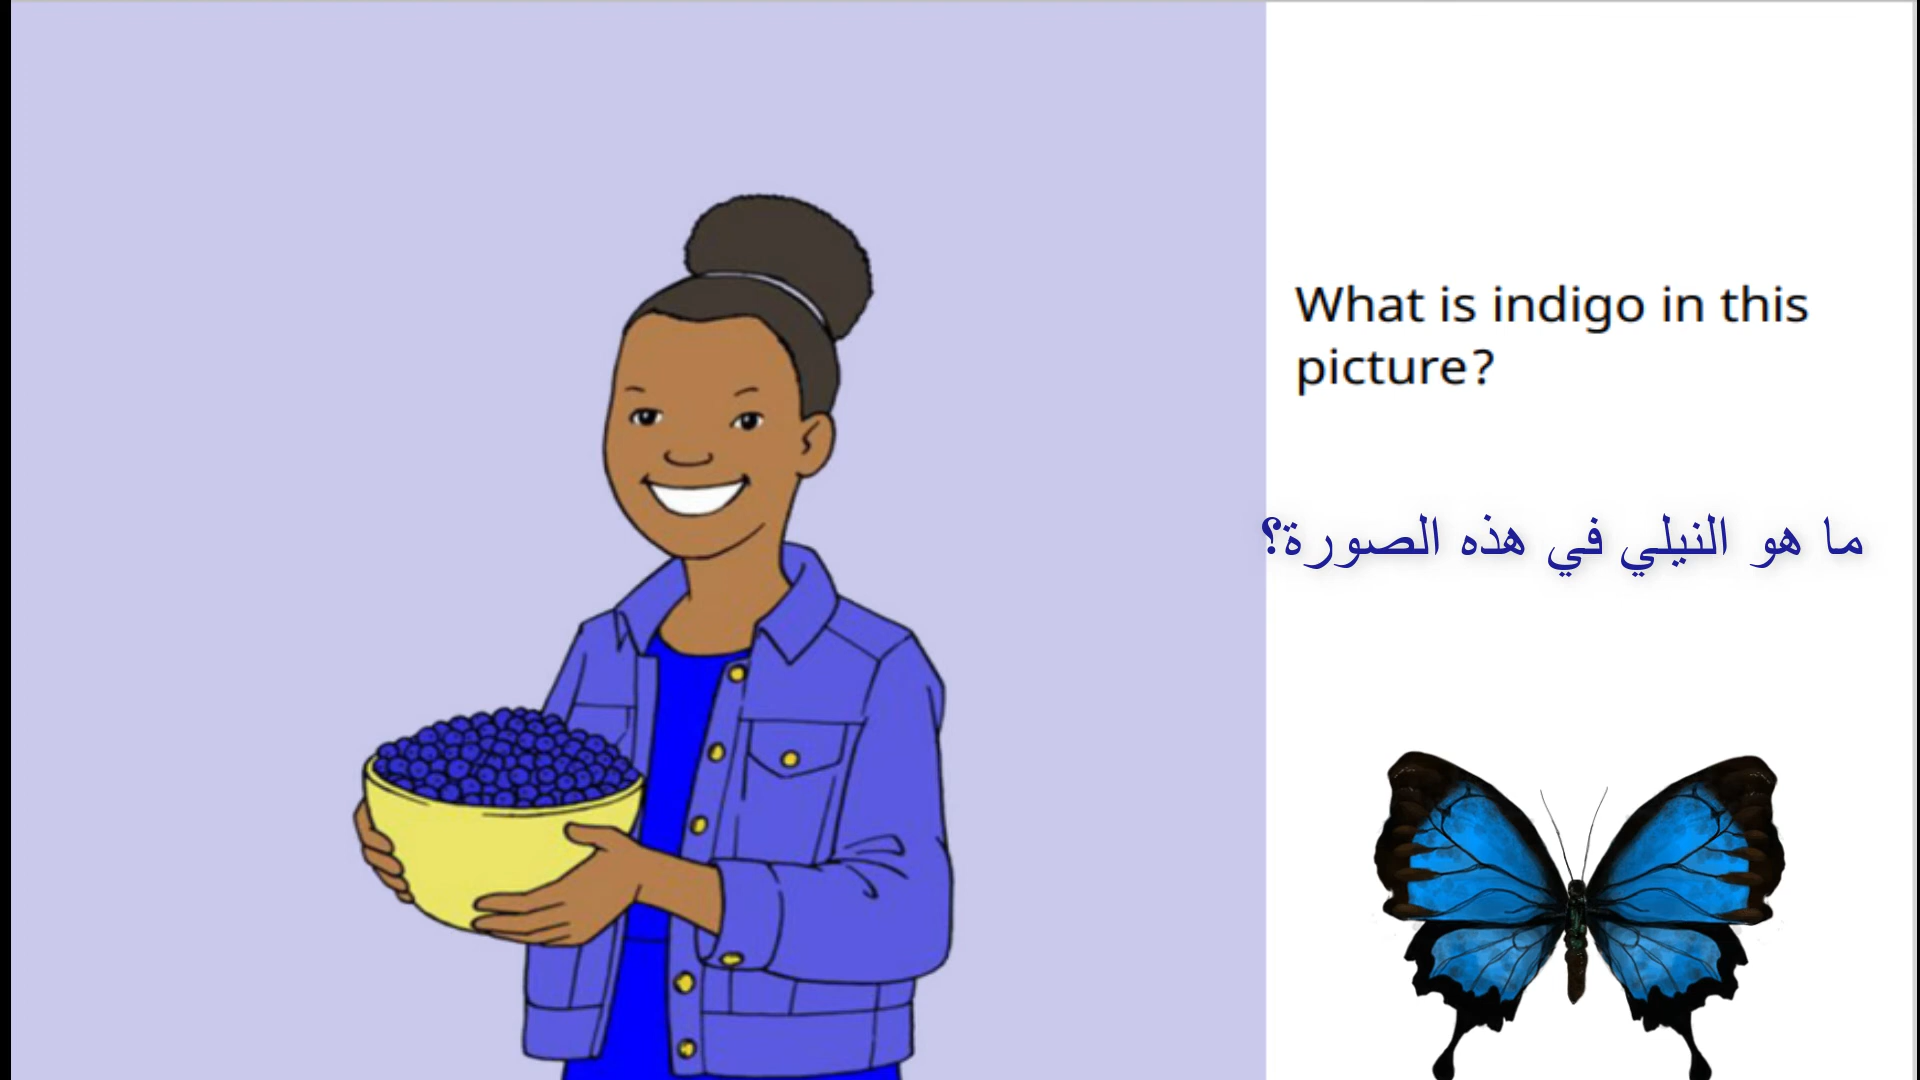 What is indigo in this
picture?
ما هو النيلي في هذه الصورة؟